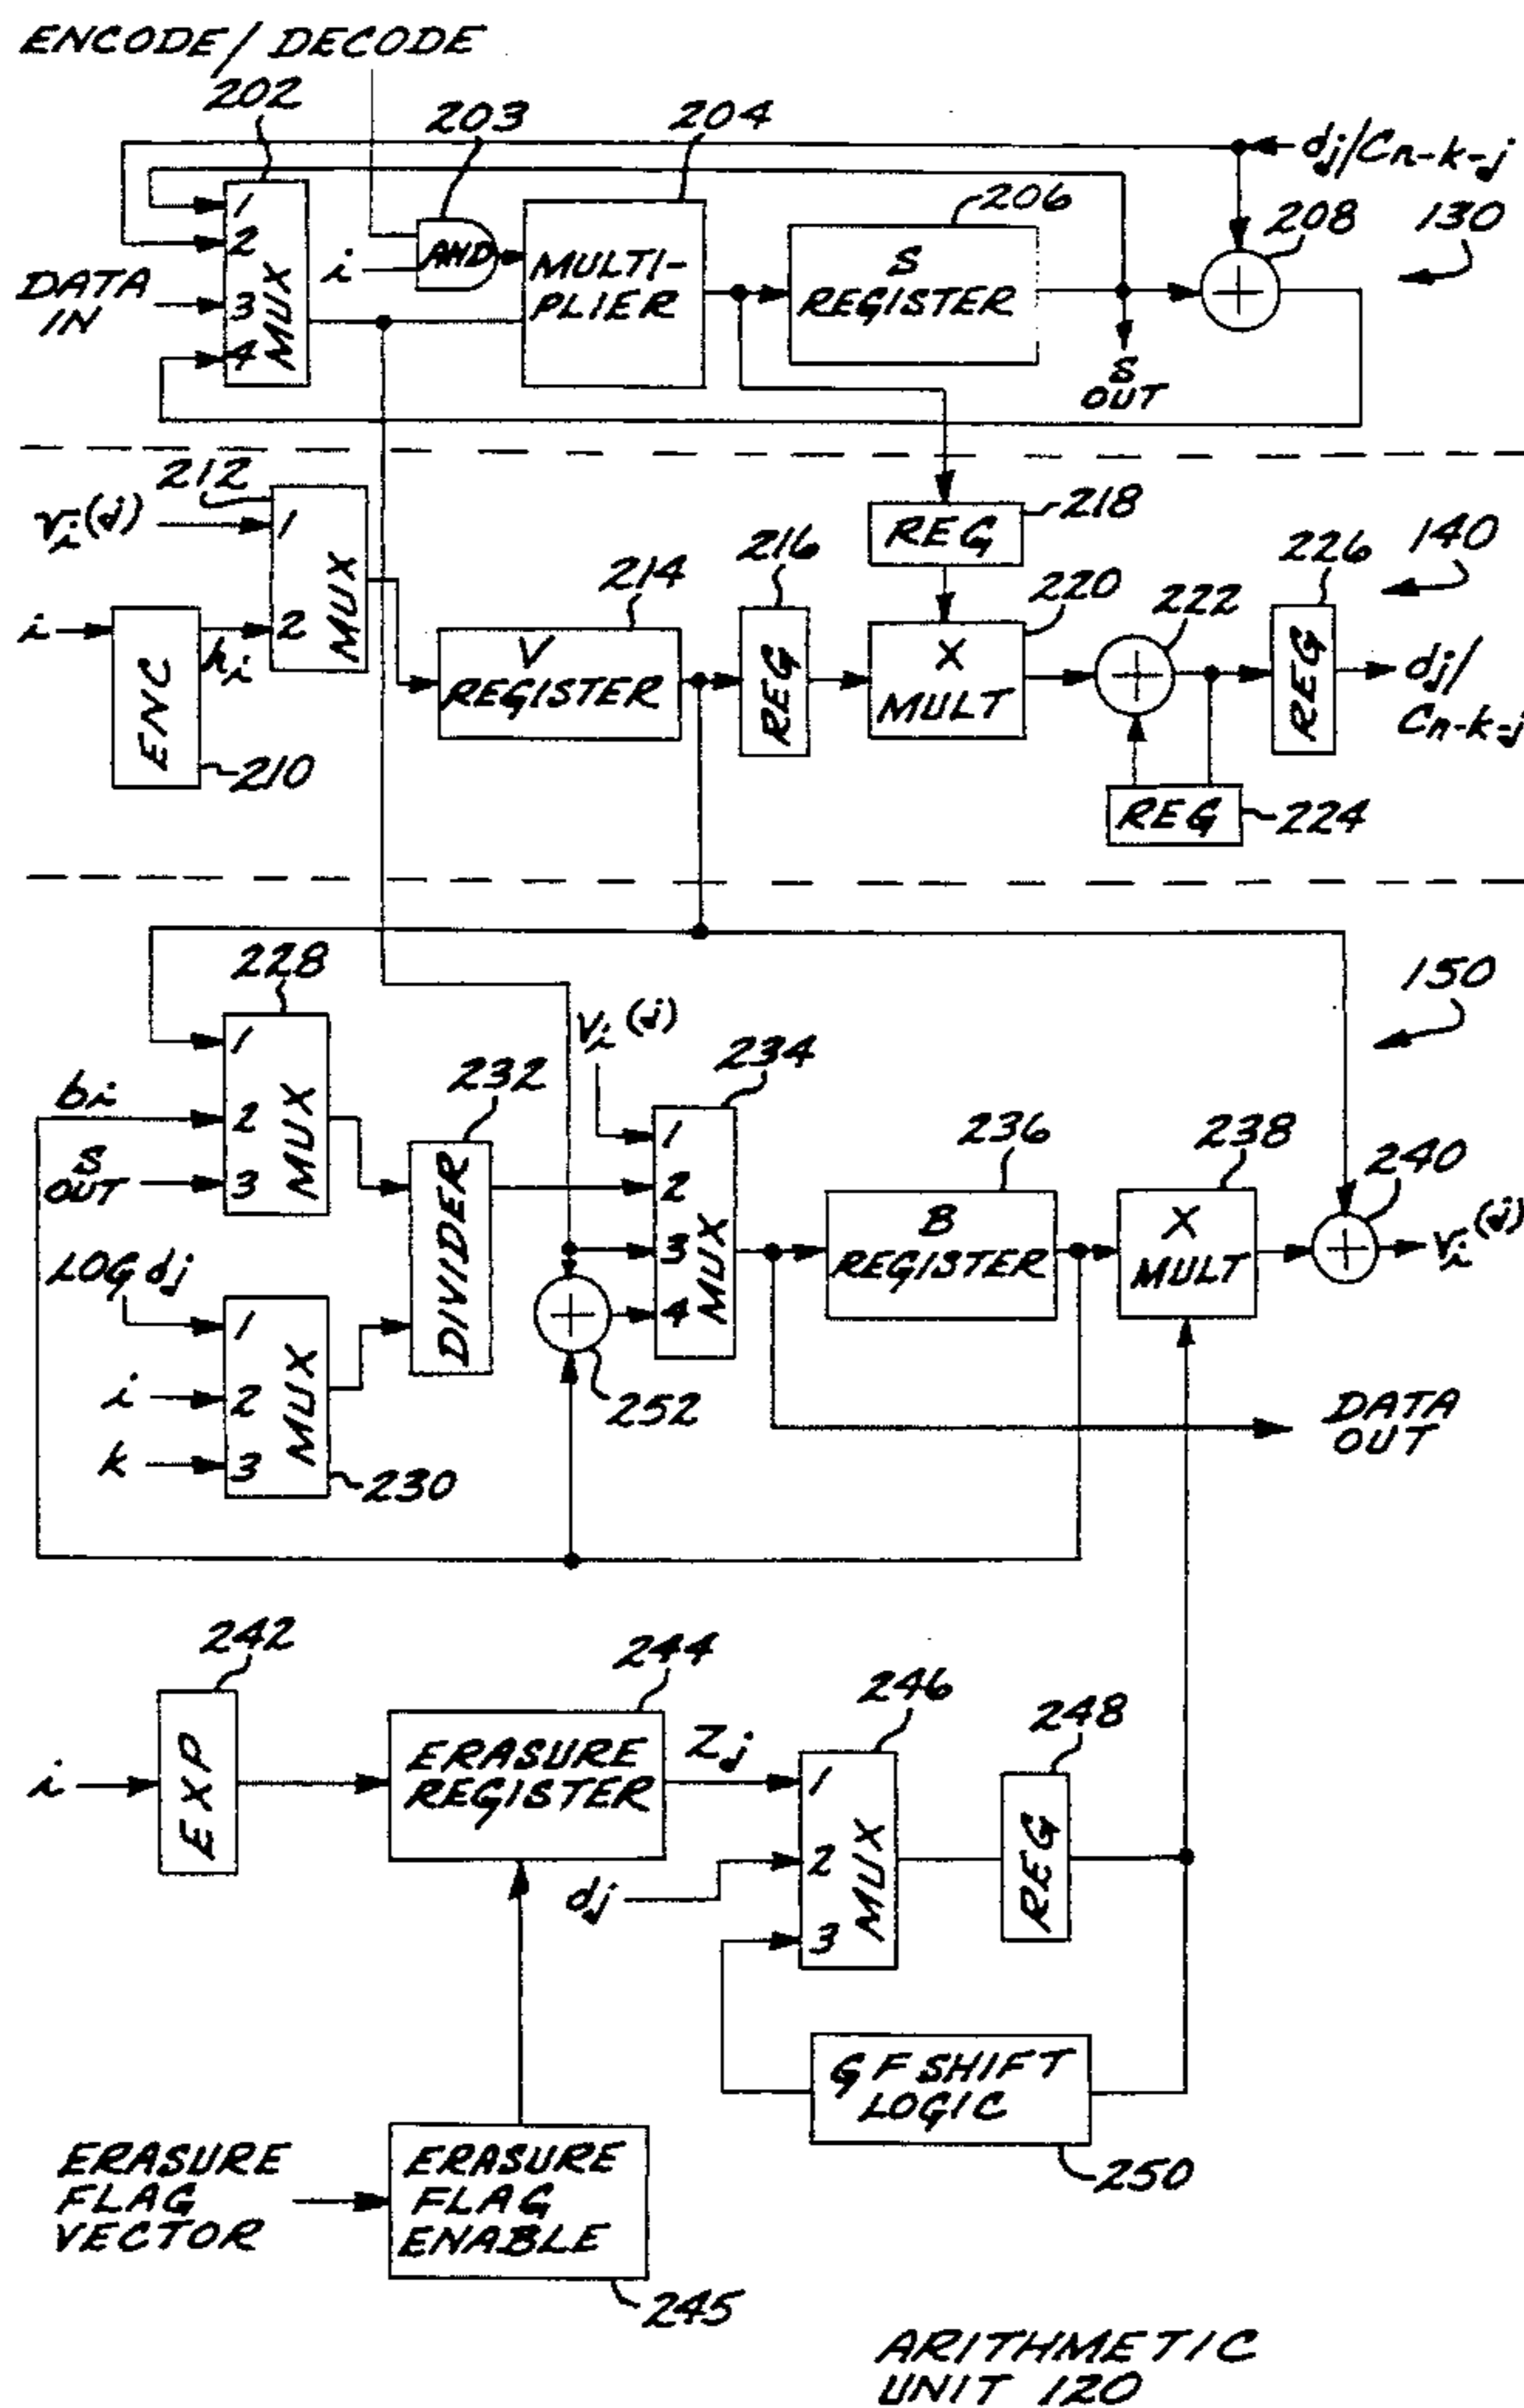 ENCODE/DECODE
202
203
204
dj/Cn-k-j
206
208
130
1
2
3
4
MUX
DATA
IN
i
AND
MULTI-
PLIER
S
REGISTER
S
OUT
212
vi(j)
1
2
MUX
i
ENC
hi
210
214
V
REGISTER
216
REG
218
REG
220
X
MULT
222
REG
224
226
REG
140
dj/
Cn-k-j
228
1
2
3
MUX
bi
S
OUT
LOG dj
1
2
3
MUX
i
k
230
232
DIVIDER
Vi(j)
234
1
2
3
4
MUX
252
236
B
REGISTER
238
X
MULT
240
150
Vi(j)
DATA
OUT
242
i
EXP
244
ERASURE
REGISTER
Zj
dj
246
1
2
3
MUX
248
REG
GF SHIFT
LOGIC
250
ERASURE
FLAG
VECTOR
ERASURE
FLAG
ENABLE
245
ARITHMETIC
UNIT 120